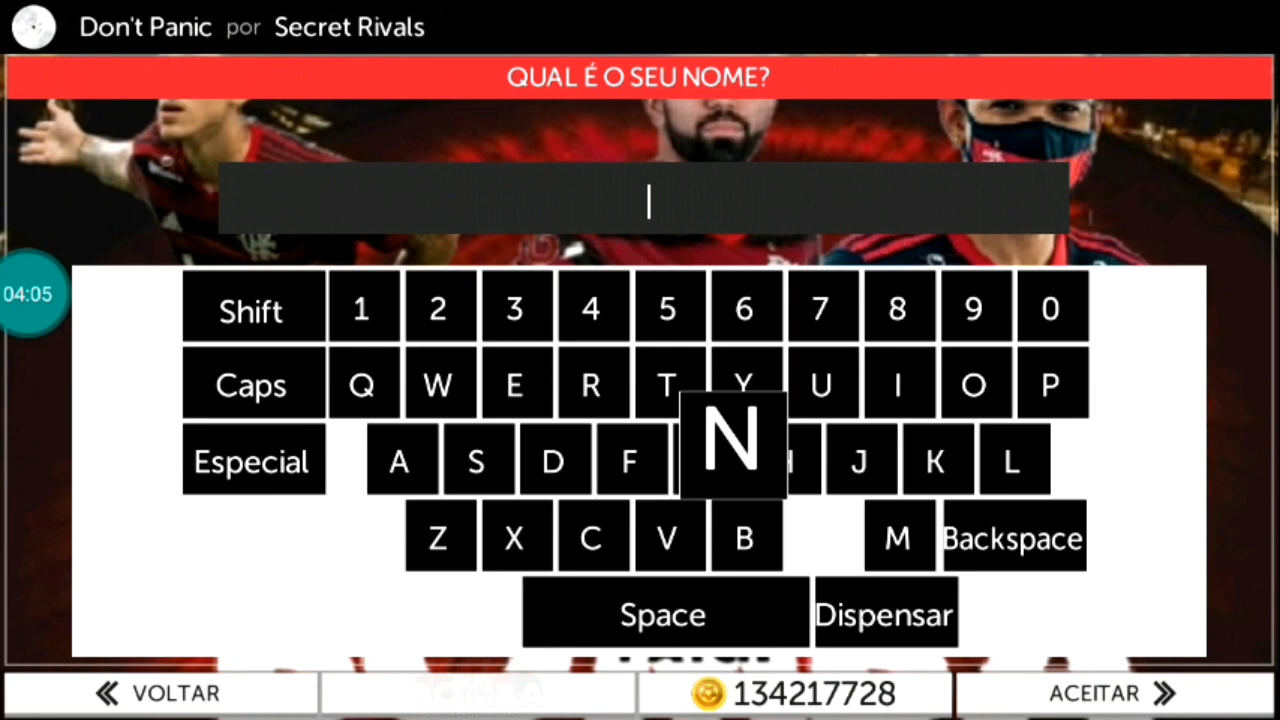 Don't Panic por Secret Rivals
QUAL É O SEU NOME?
04:05
Shift 1 2 3 4 5 6 7 8 9 0
Caps Q W E R T Y U I O P
N
Especial A S D F J K L
Z X C V B M Backspace
Space Dispensar
VOLTAR 134217728 ACEITAR